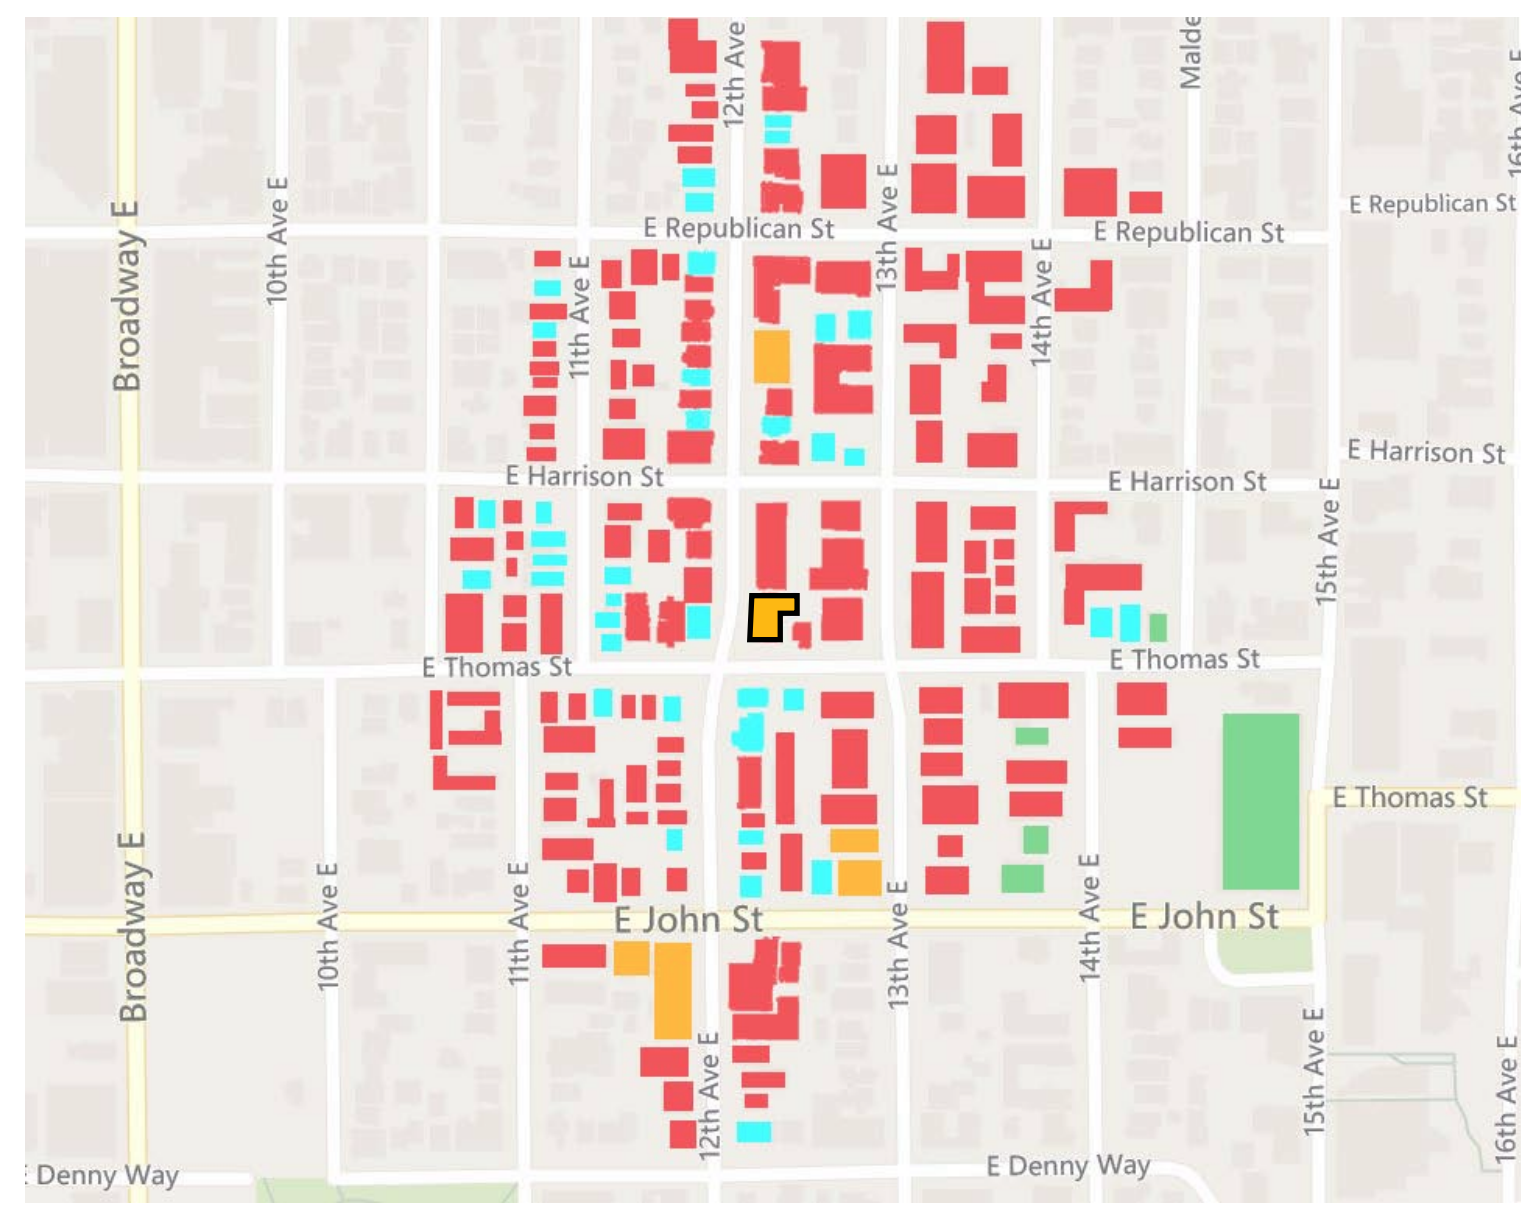 12th Ave
Malde
16th Ave E
10th Ave E
Broadway E
13th Ave E
E Republican St
E Republican St
E Republican St
11th Ave E
14th Ave E
E Harrison St
E Harrison St
E Harrison St
15th Ave E
E Thomas St
E Thomas St
E Thomas St
Broadway E
10th Ave E
11th Ave E
E John St
13th Ave E
14th Ave E
E John St
12th Ave E
15th Ave E
16th Ave E
E Denny Way
E Denny Way